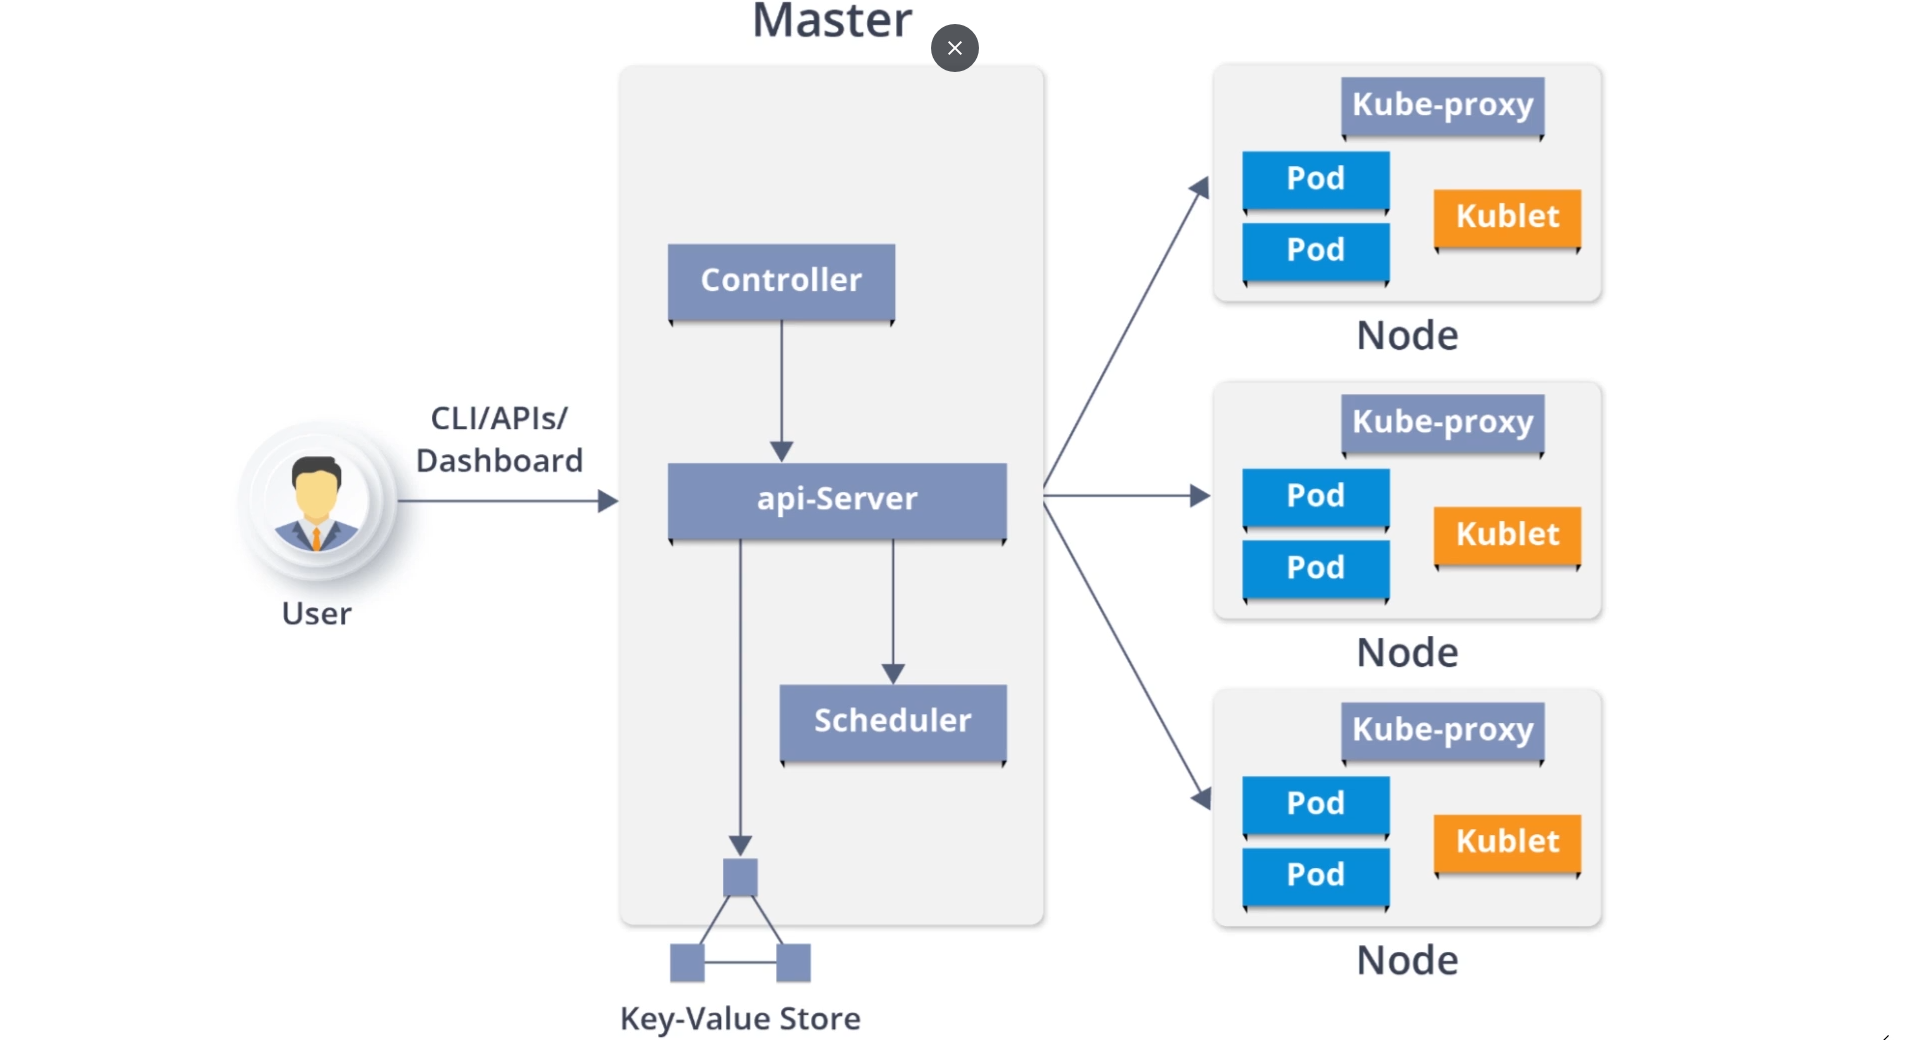 Master
Controller
api-Server
Scheduler
Key-Value Store
CLI/APIs/
Dashboard
User
Kube-proxy
Pod
Pod
Kublet
Node
Kube-proxy
Pod
Pod
Kublet
Node
Kube-proxy
Pod
Pod
Kublet
Node